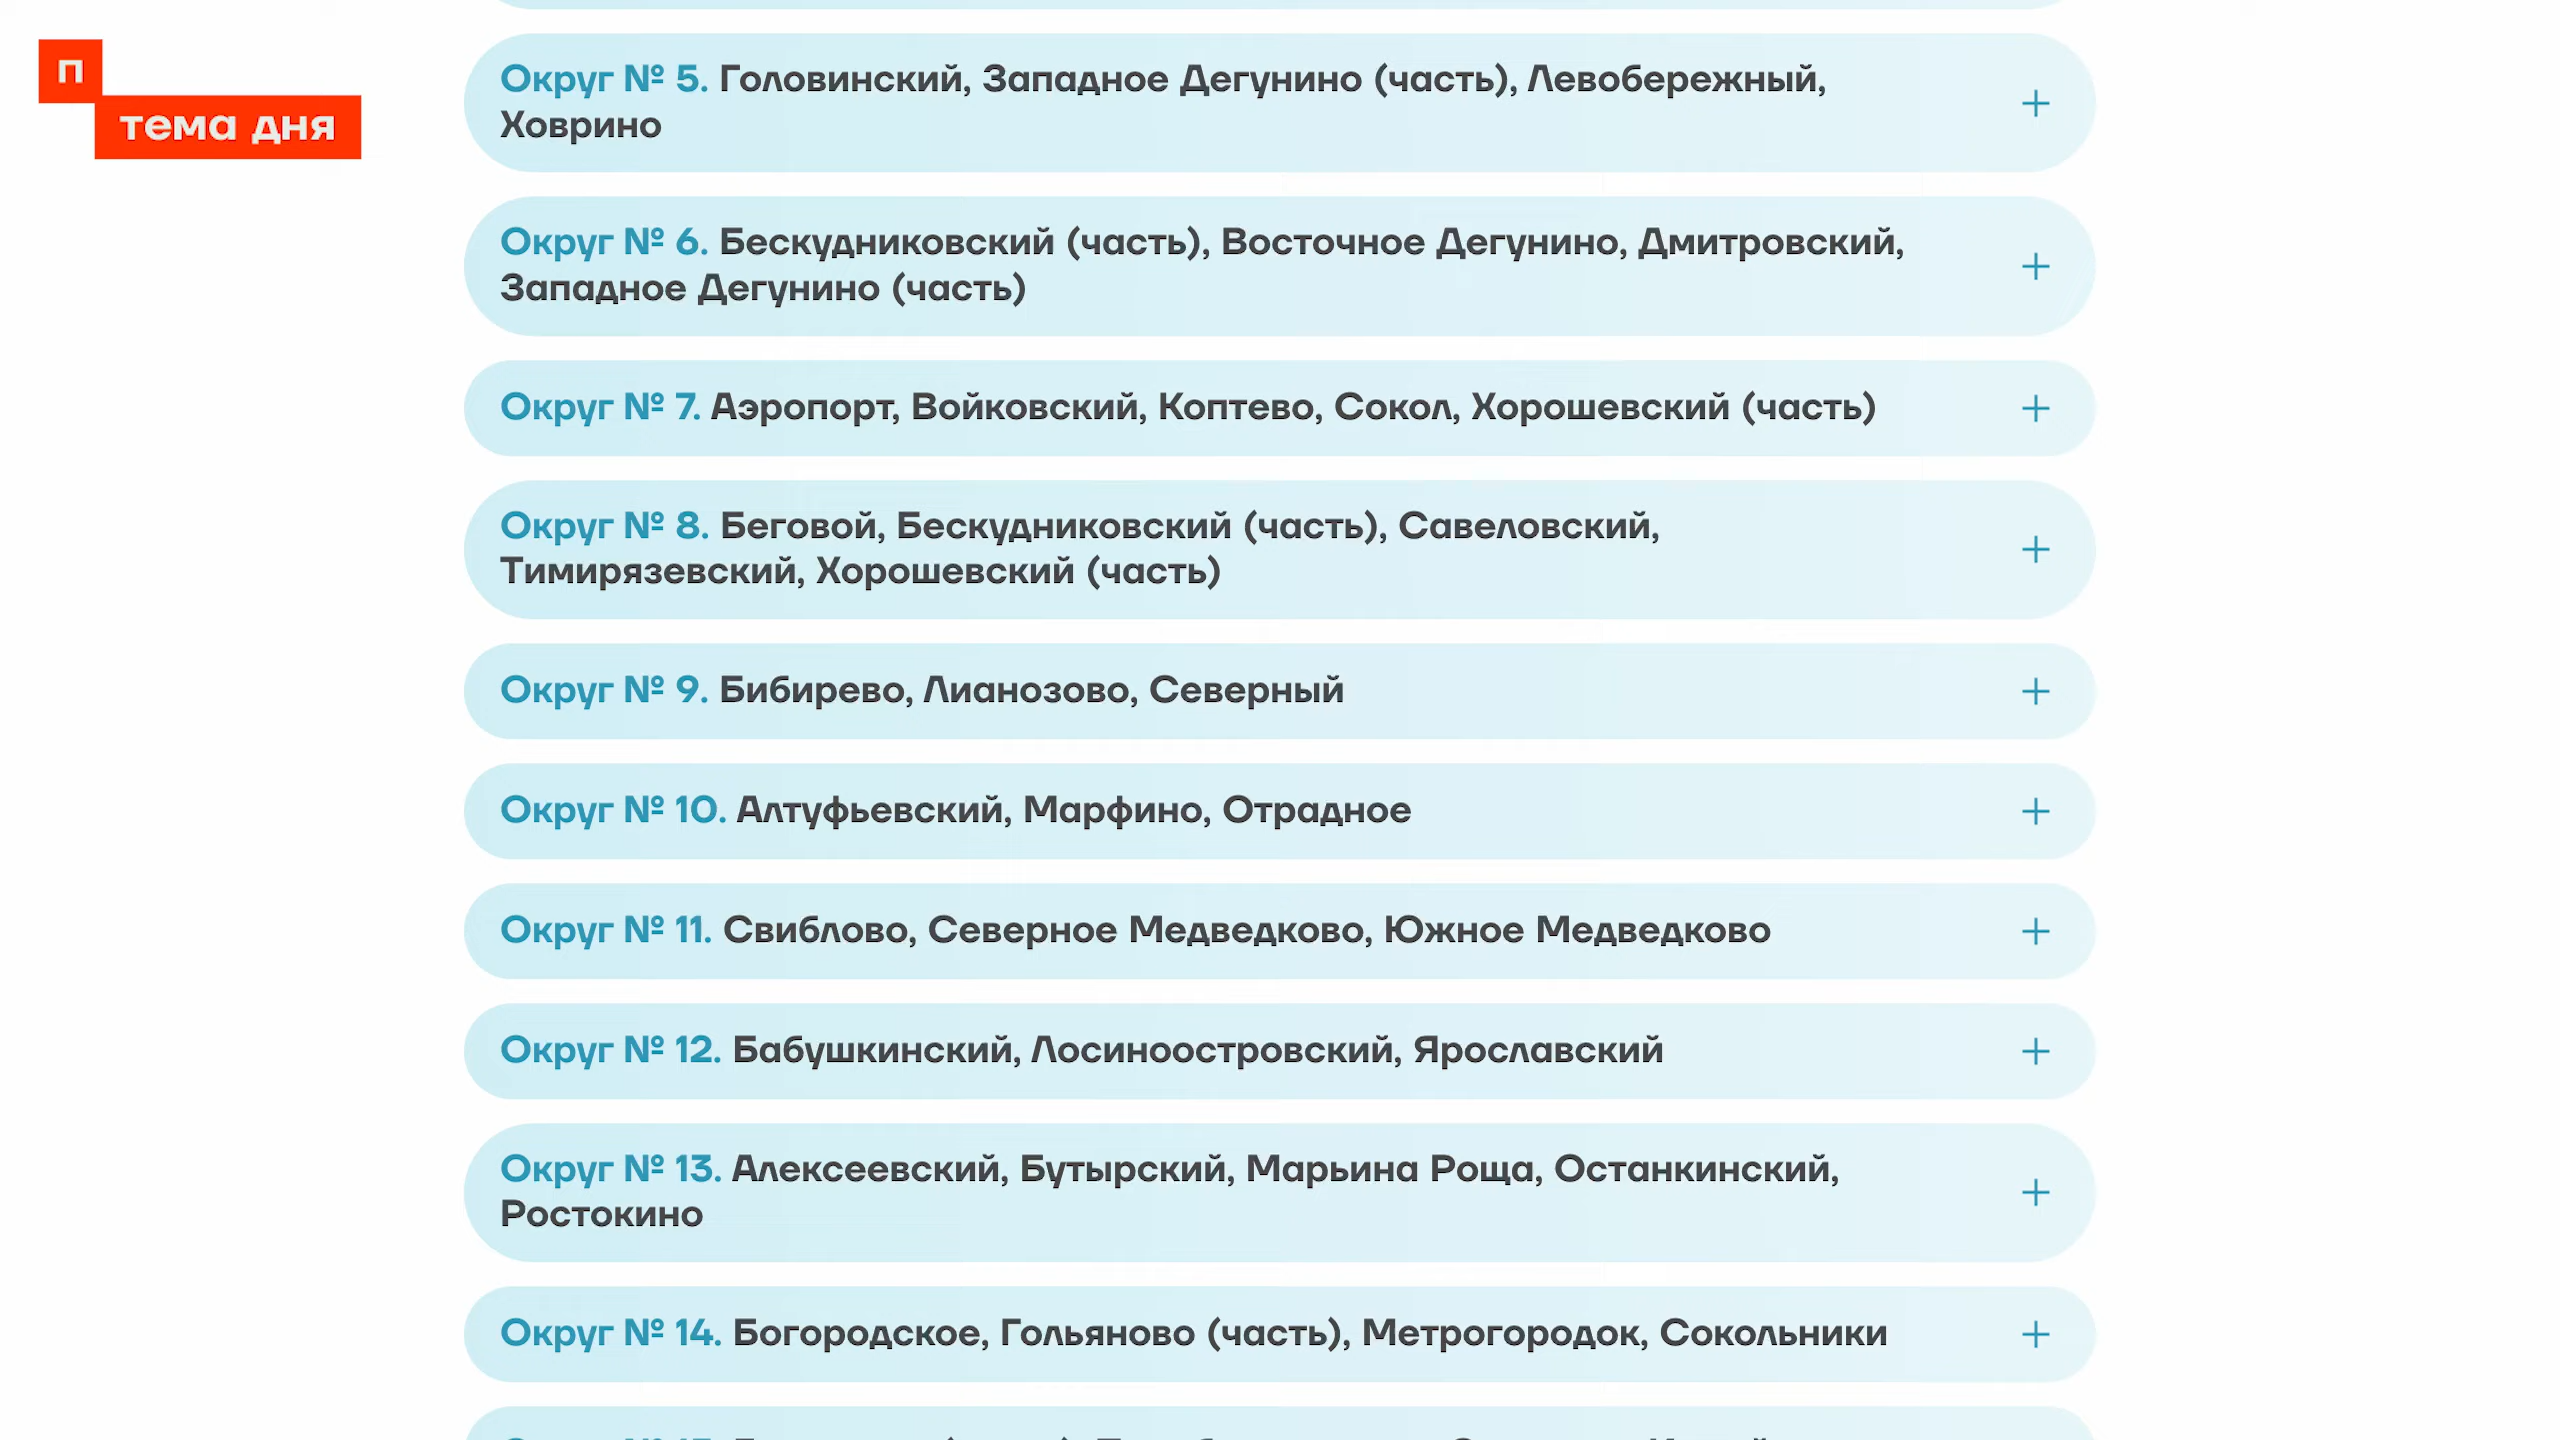 п
тема дня
Округ № 5. Головинский, Западное Дегунино (часть), Левобережный,
Ховрино
Округ № 6. Бескудниковский (часть), Восточное Дегунино, Дмитровский,
Западное Дегунино (часть)
Округ № 7. Аэропорт, Войковский, Коптево, Сокол, Хорошевский (часть)
Округ № 8. Беговой, Бескудниковский (часть), Савеловский,
Тимирязевский, Хорошевский (часть)
Округ № 9. Бибирево, Лианозово, Северный
Округ № 10. Алтуфьевский, Марфино, Отрадное
Округ № 11. Свиблово, Северное Медведково, Южное Медведково
Округ № 12. Бабушкинский, Лосиноостровский, Ярославский
Округ № 13. Алексеевский, Бутырский, Марьина Роща, Останкинский,
Ростокино
Округ № 14. Богородское, Гольяново (часть), Метрогородок, Сокольники